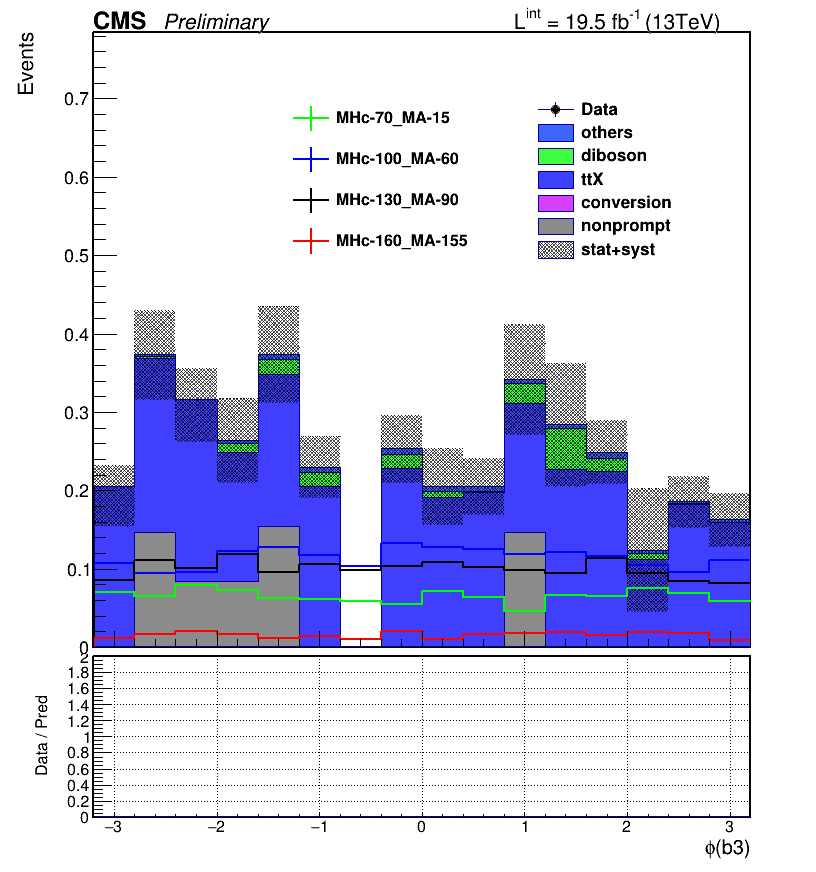 CMS Preliminary L^int = 19.5 fb^-1 (13TeV)
Events
0.7
0.6
0.5
0.4
0.3
0.2
0.1
0
MHc-70_MA-15
MHc-100_MA-60
MHc-130_MA-90
MHc-160_MA-155
Data
others
diboson
ttX
conversion
nonprompt
stat+syst
Data / Pred
2
1.8
1.6
1.4
1.2
1
0.8
0.6
0.4
0.2
0
−3 −2 −1 0 1 2 3
ϕ(b3)